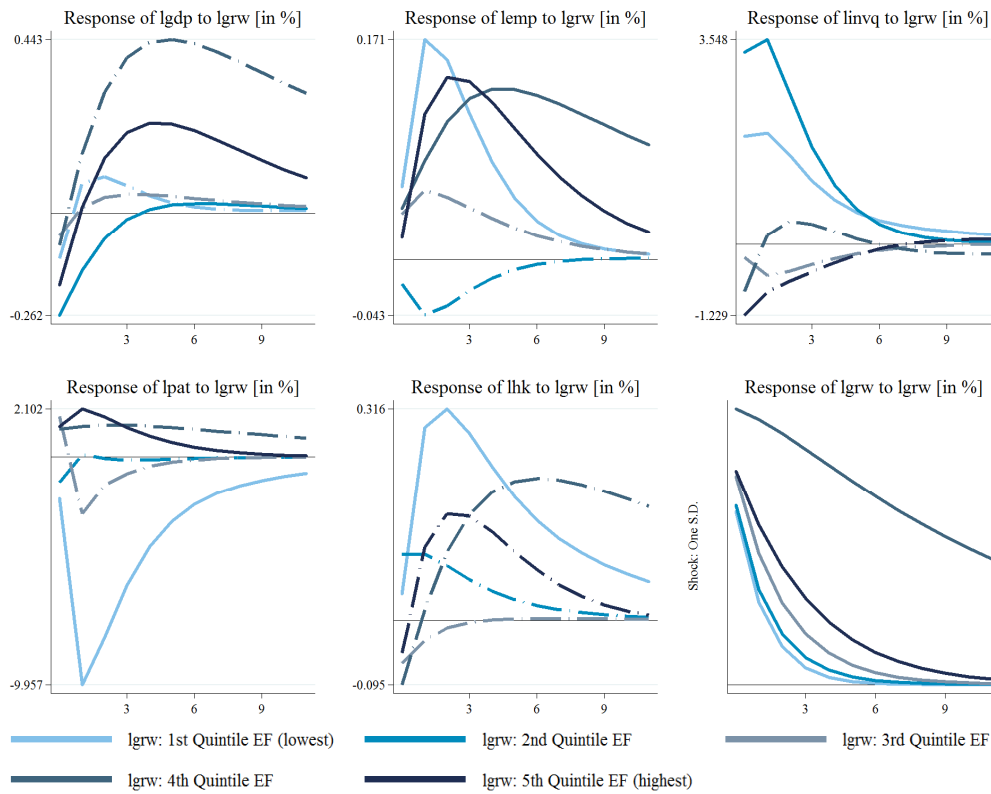 Response of lgdp to lgrw [in %]
0.443
-0.262
3 6 9
Response of lemp to lgrw [in %]
0.171
-0.043
3 6 9
Response of linvq to lgrw [in %]
3.548
-1.229
3 6 9
Response of lpat to lgrw [in %]
2.102
-9.957
3 6 9
Response of lhk to lgrw [in %]
0.316
-0.095
3 6 9
Response of lgrw to lgrw [in %]
Shock: One S.D.
3 6 9
lgrw: 1st Quintile EF (lowest)
lgrw: 2nd Quintile EF
lgrw: 3rd Quintile EF
lgrw: 4th Quintile EF
lgrw: 5th Quintile EF (highest)